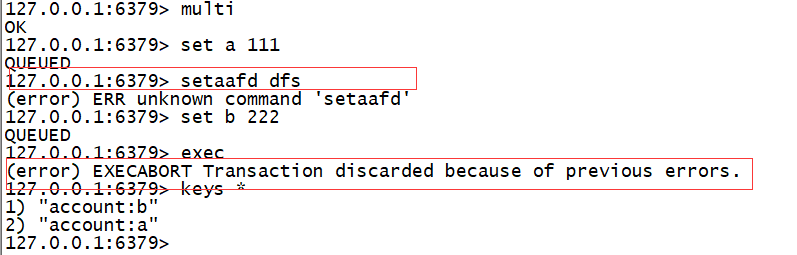 127.0.0.1:6379> multi
OK
127.0.0.1:6379> set a 111
QUEUED
127.0.0.1:6379> setaafd dfs
(error) ERR unknown command 'setaafd'
127.0.0.1:6379> set b 222
QUEUED
127.0.0.1:6379> exec
(error) EXECABORT Transaction discarded because of previous errors.
127.0.0.1:6379> keys *
1) "account:b"
2) "account:a"
127.0.0.1:6379>